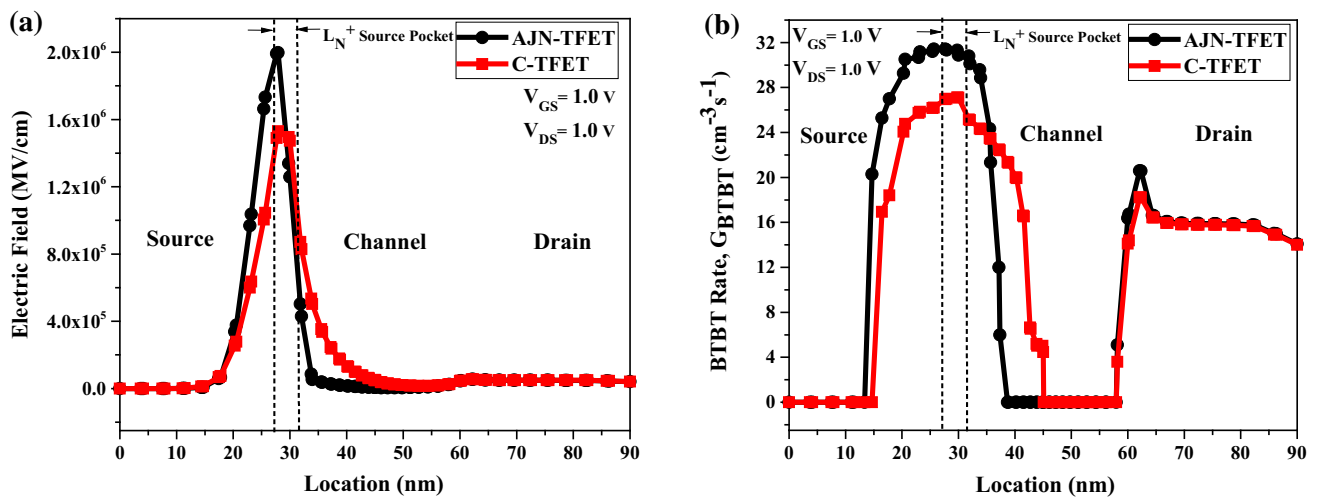 (a)
L_N^+ Source Pocket
AJN-TFET
C-TFET
V_GS= 1.0 V
V_DS= 1.0 V
Source
Channel
Drain
Electric Field (MV/cm)
2.0x10^6
1.6x10^6
1.2x10^6
8.0x10^5
4.0x10^5
0.0
0 10 20 30 40 50 60 70 80 90
Location (nm)
(b)
L_N^+ Source Pocket
V_GS= 1.0 V
V_DS= 1.0 V
AJN-TFET
C-TFET
Source
Channel
Drain
BTBT Rate, G_BTBT (cm^-3s^-1)
32
28
24
20
16
12
8
4
0
0 10 20 30 40 50 60 70 80 90
Location (nm)